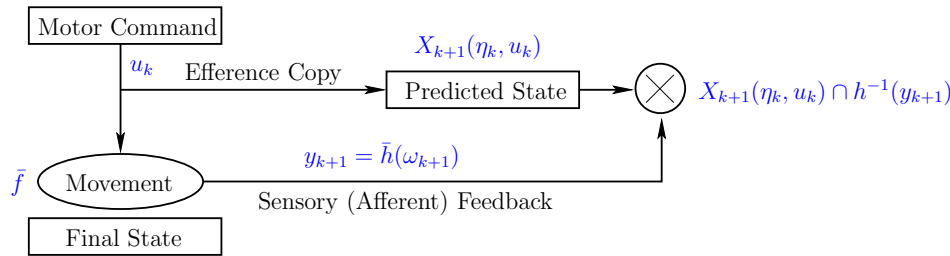 Motor Command
X_{k+1}(η_k, u_k)
u_k
Efference Copy
Predicted State
X_{k+1}(η_k, u_k) ∩ h^{-1}(y_{k+1})
y_{k+1} = h̄(ω_{k+1})
f̄
Movement
Sensory (Afferent) Feedback
Final State